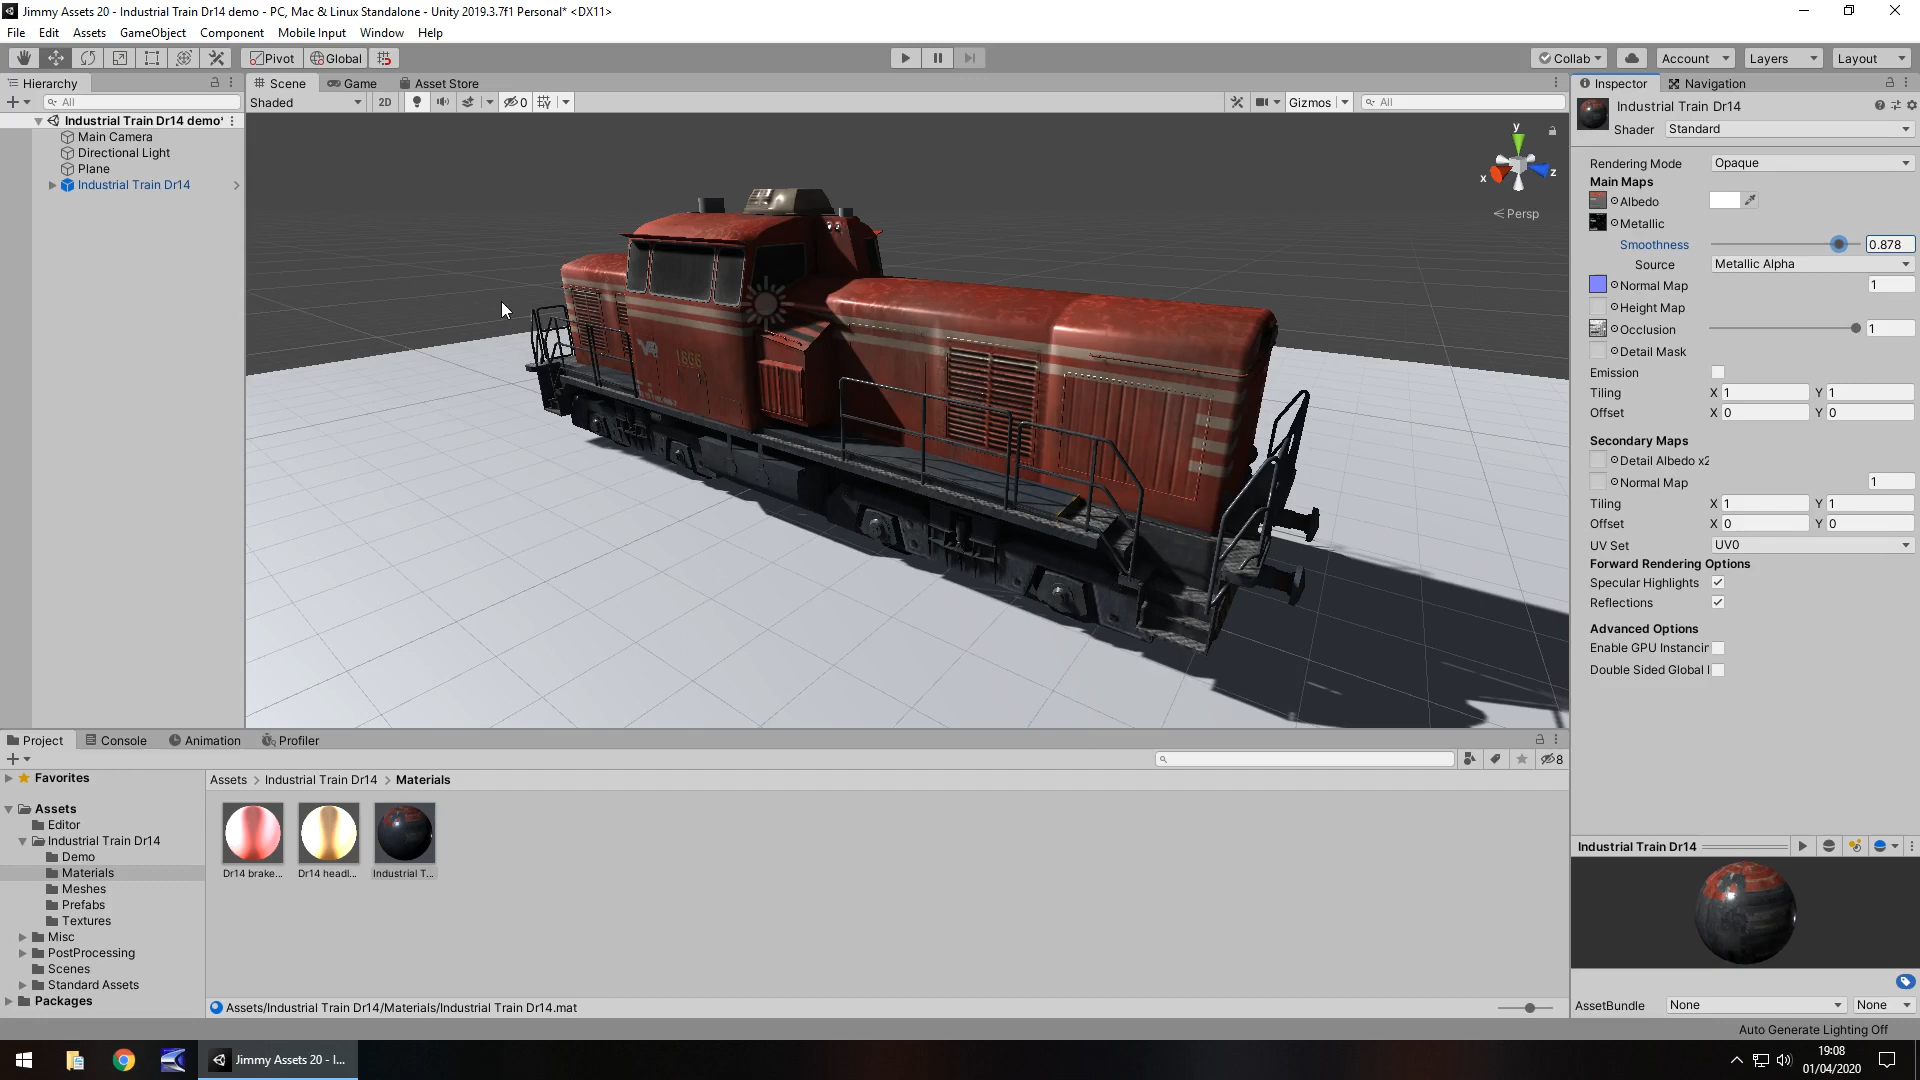 Jimmy Assets 20 - Industrial Train Dr14 demo - PC, Mac & Linux Standalone - Unity 2019.3.7f1 Personal* <DX11>
File Edit Assets GameObject Component Mobile Input Window Help
Pivot Global Collab Account Layers Layout
Hierarchy
All
Industrial Train Dr14 demo*
Main Camera
Directional Light
Plane
Industrial Train Dr14
Scene Game Asset Store
Shaded 2D 0 Gizmos All
y
x
z
Persp
1886
Inspector Navigation
Industrial Train Dr14
Shader Standard
Rendering Mode Opaque
Main Maps
Albedo
Metallic
Smoothness 0.878
Source Metallic Alpha
Normal Map 1
Height Map
Occlusion 1
Detail Mask
Emission
Tiling X 1 Y 1
Offset X 0 Y 0
Secondary Maps
Detail Albedo x2
Normal Map 1
Tiling X 1 Y 1
Offset X 0 Y 0
UV Set UV0
Forward Rendering Options
Specular Highlights
Reflections
Advanced Options
Enable GPU Instancin
Double Sided Global I
Industrial Train Dr14
AssetBundle None None
Project Console Animation Profiler
8
Favorites
Assets
Editor
Industrial Train Dr14
Demo
Materials
Meshes
Prefabs
Textures
Misc
PostProcessing
Scenes
Standard Assets
Packages
Assets > Industrial Train Dr14 > Materials
Dr14 brake... Dr14 headl... Industrial T...
Assets/Industrial Train Dr14/Materials/Industrial Train Dr14.mat
Auto Generate Lighting Off
Jimmy Assets 20 - I...
19:08
01/04/2020